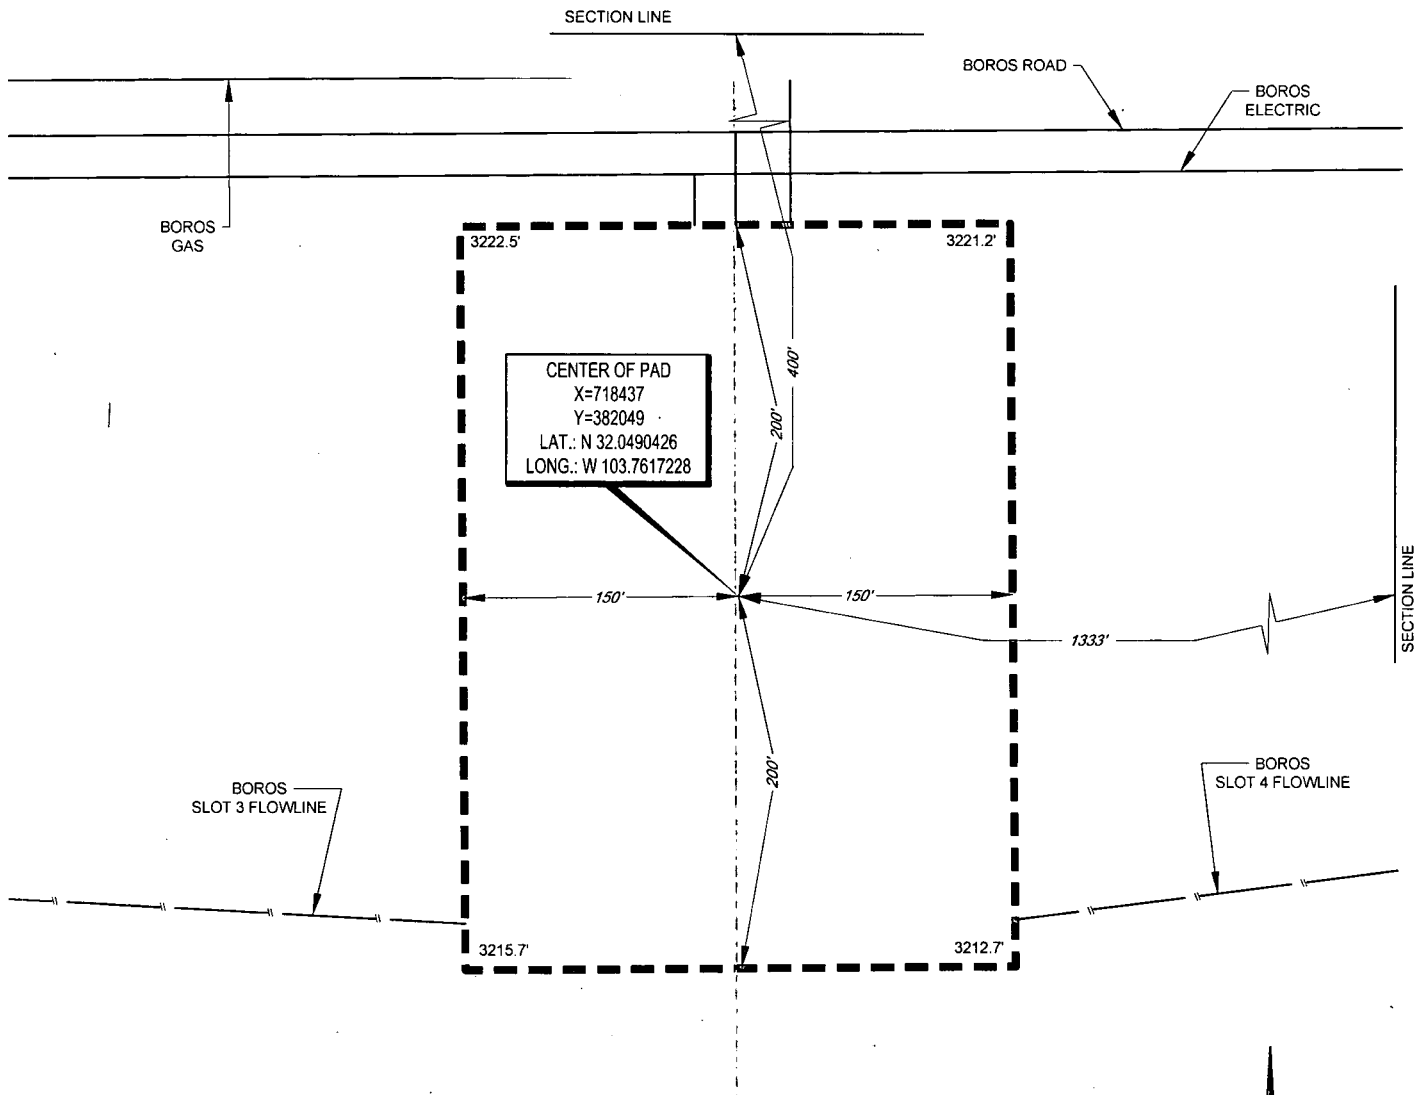 SECTION LINE
BOROS ROAD
BOROS
ELECTRIC
BOROS
GAS
3222.5'
3221.2'
CENTER OF PAD
X=718437
Y=382049
LAT.: N 32.0490426
LONG.: W 103.7617228
400'
200'
150'
150'
1333'
SECTION LINE
200'
BOROS
SLOT 3 FLOWLINE
BOROS
SLOT 4 FLOWLINE
3215.7'
3212.7'